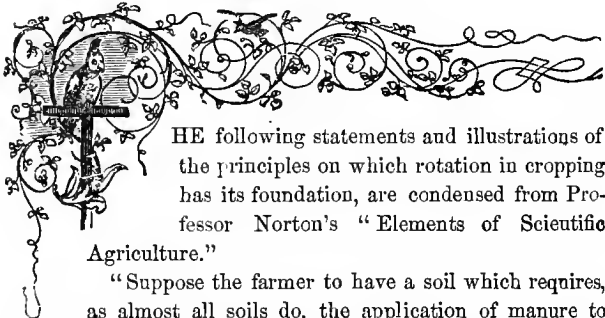 THE following statements and illustrations of
the principles on which rotation in cropping
has its foundation, are condensed from Pro-
fessor Norton's "Elements of Scientific
Agriculture."
"Suppose the farmer to have a soil which requires,
as almost all soils do, the application of manure to